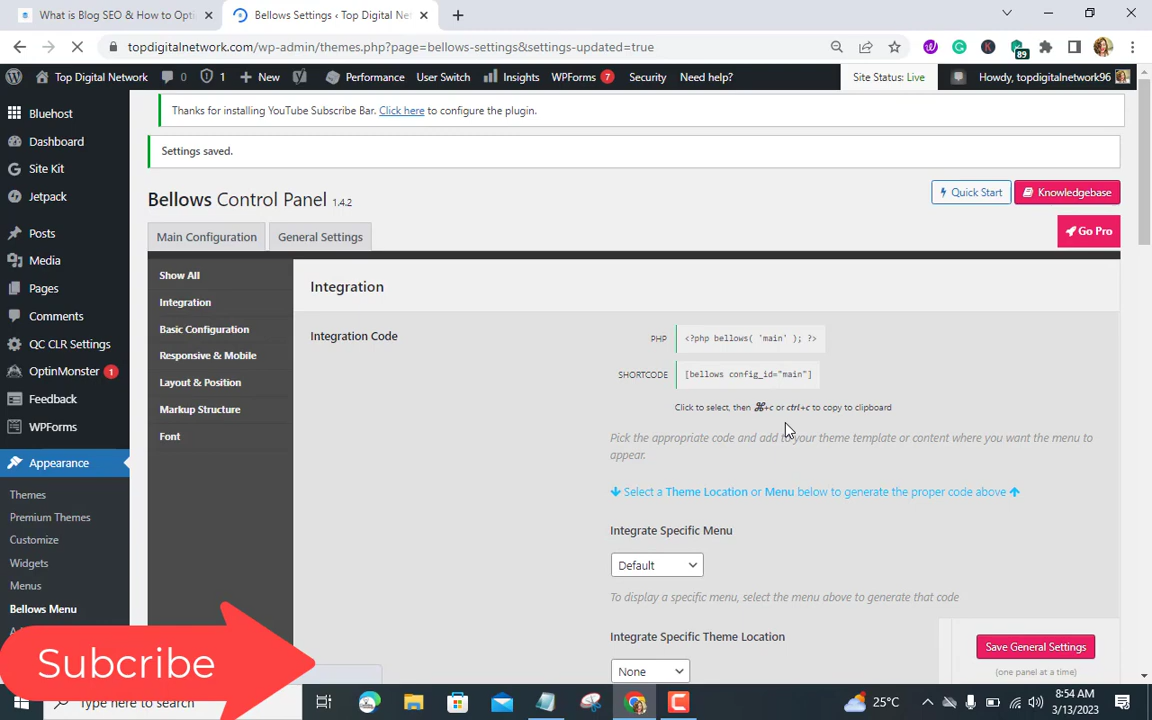 What is Blog SEO & How to Opti
Bellows Settings ‹ Top Digital Net
topdigitalnetwork.com/wp-admin/themes.php?page=bellows-settings&settings-updated=true
89
Top Digital Network 0 1 + New Performance User Switch Insights WPForms 7 Security Need help? Site Status: Live Howdy, topdigitalnetwork96
Bluehost
Dashboard
Site Kit
Jetpack
Posts
Media
Pages
Comments
QC CLR Settings
OptinMonster 1
Feedback
WPForms
Appearance
Themes
Premium Themes
Customize
Widgets
Menus
Bellows Menu
Thanks for installing YouTube Subscribe Bar. Click here to configure the plugin.
Settings saved.
Bellows Control Panel 1.4.2
Quick Start
Knowledgebase
Go Pro
Main Configuration
General Settings
Show All
Integration
Basic Configuration
Responsive & Mobile
Layout & Position
Markup Structure
Font
Integration
Integration Code
PHP <?php bellows( 'main' ); ?>
SHORTCODE [bellows config_id="main"]
Click to select, then ⌘+c or ctrl+c to copy to clipboard
Pick the appropriate code and add to your theme template or content where you want the menu to
appear.
Select a Theme Location or Menu below to generate the proper code above
Integrate Specific Menu
Default
To display a specific menu, select the menu above to generate that code
Integrate Specific Theme Location
None
Save General Settings
(one panel at a time)
Subcribe
Type here to search
25°C
8:54 AM
3/13/2023